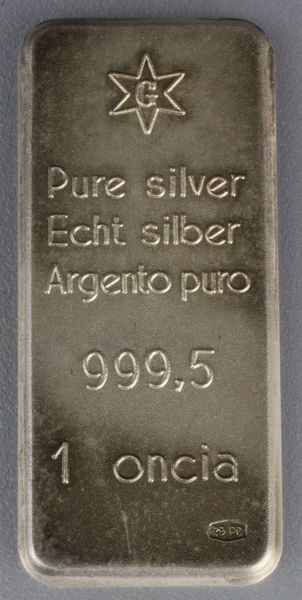 G
Pure silver
Echt silber
Argento puro
999,5
1 oncia